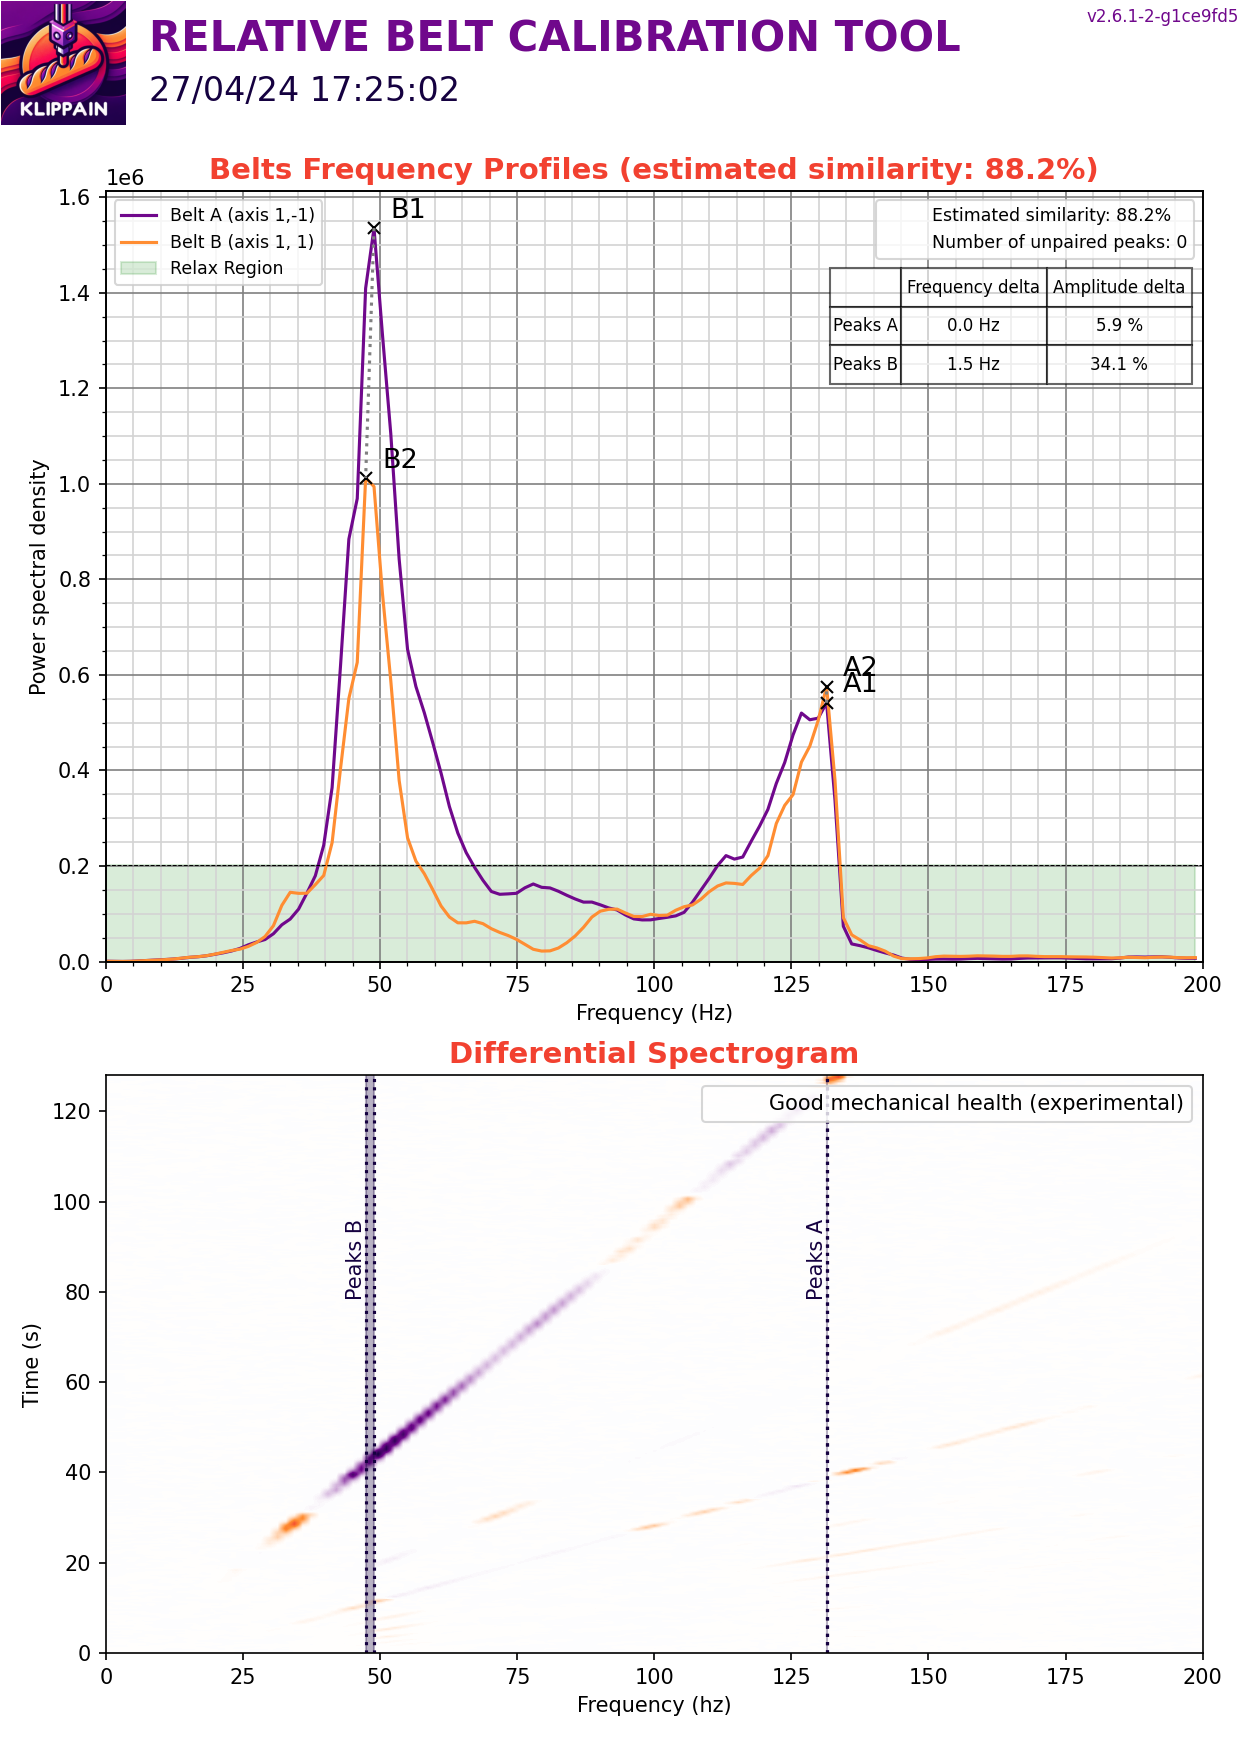 KLIPPAIN
RELATIVE BELT CALIBRATION TOOL
27/04/24 17:25:02
v2.6.1-2-g1ce9fd5
Belts Frequency Profiles (estimated similarity: 88.2%)
1e6
Belt A (axis 1,-1)
Belt B (axis 1, 1)
Relax Region
Estimated similarity: 88.2%
Number of unpaired peaks: 0
Frequency delta Amplitude delta
Peaks A 0.0 Hz 5.9 %
Peaks B 1.5 Hz 34.1 %
B1
B2
A2
A1
1.6
1.4
1.2
1.0
0.8
0.6
0.4
0.2
0.0
Power spectral density
0 25 50 75 100 125 150 175 200
Frequency (Hz)
Differential Spectrogram
Good mechanical health (experimental)
Peaks B
Peaks A
120
100
80
60
40
20
0
Time (s)
0 25 50 75 100 125 150 175 200
Frequency (hz)